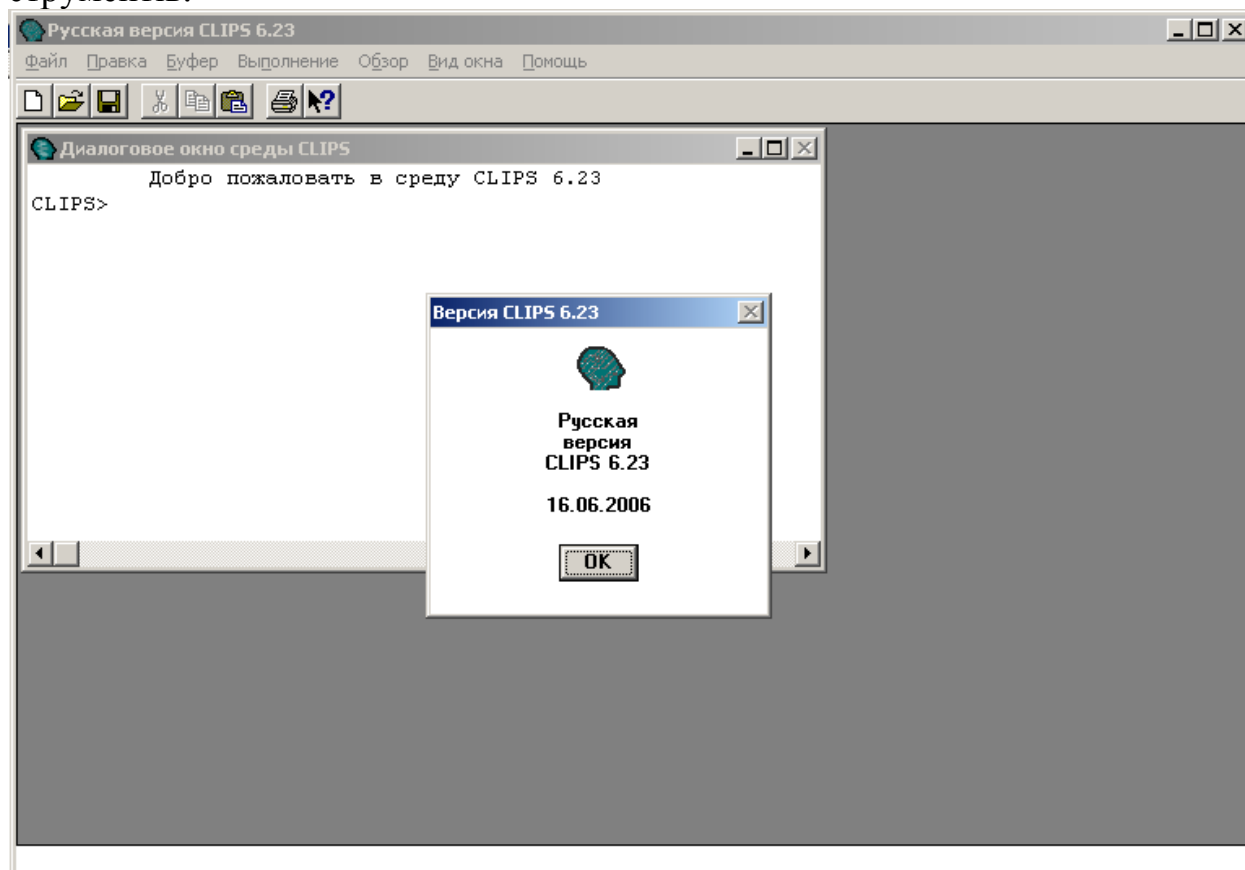 струментів.
Русская версия CLIPS 6.23
Файл Правка Буфер Выполнение Обзор Вид окна Помощь
Диалоговое окно среды CLIPS
Добро пожаловать в среду CLIPS 6.23
CLIPS>
Версия CLIPS 6.23
Русская
версия
CLIPS 6.23
16.06.2006
OK